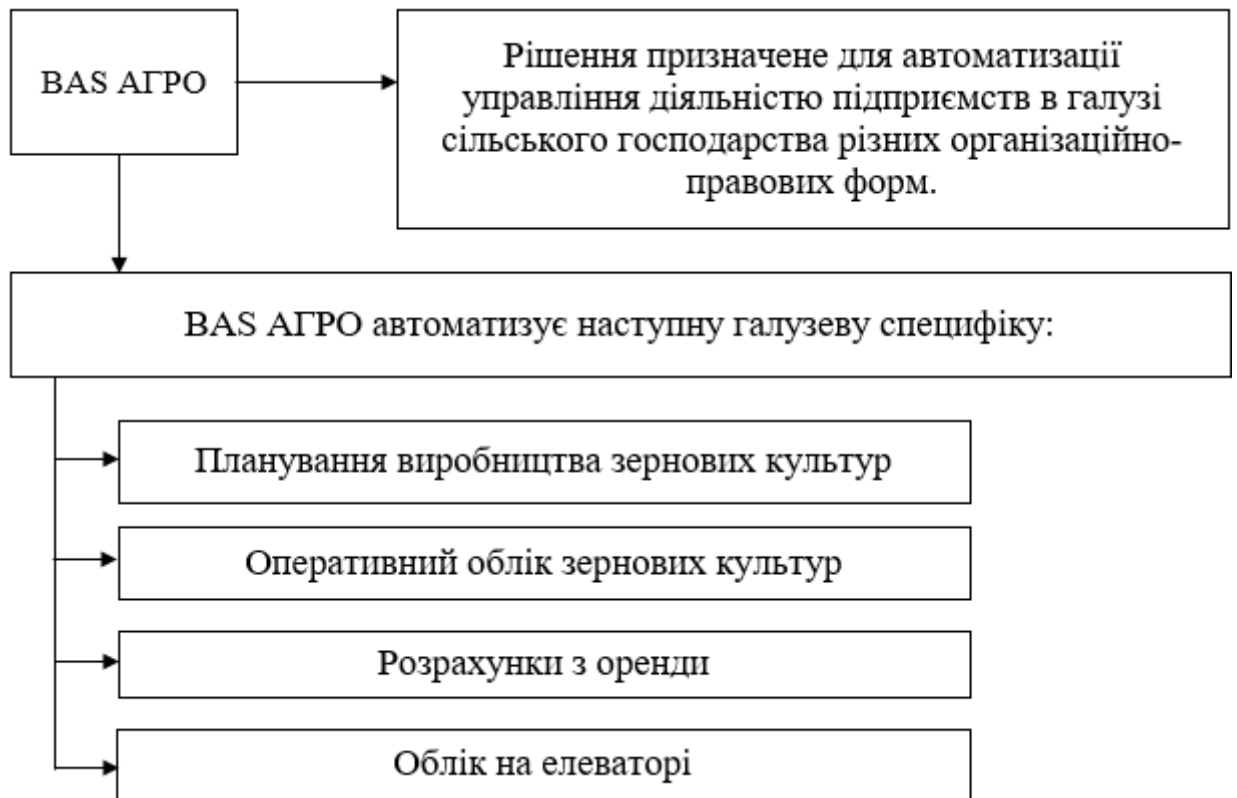 BAS АГРО
Рішення призначене для автоматизації
управління діяльністю підприємств в галузі
сільського господарства різних організаційно-
правових форм.
BAS АГРО автоматизує наступну галузеву специфіку:
Планування виробництва зернових культур
Оперативний облік зернових культур
Розрахунки з оренди
Облік на елеваторі